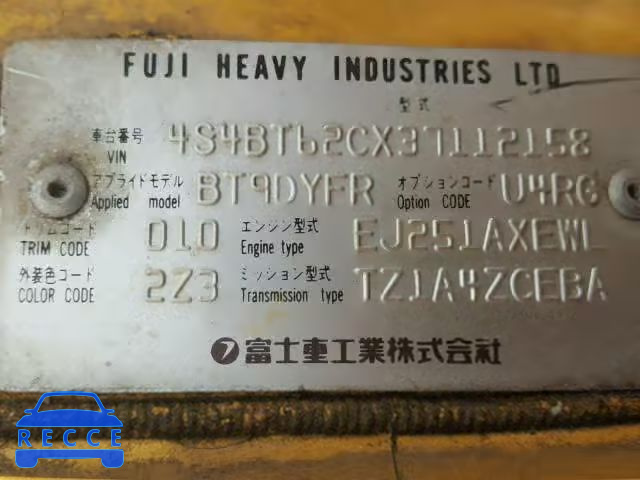 FUJI HEAVY INDUSTRIES LTD
型式
車台番号 4S4BT62CX37112158
VIN
アプライドモデル BT9DYFR オプションコード U4RG
Applied model Option CODE
トリムコード 010 エンジン型式 EJ251AXEWL
TRIM CODE Engine type
外装色コード 2Z3 ミッション型式 TZ1A4ZCEBA
COLOR CODE Transmission type
富士重工業株式会社
RECCE